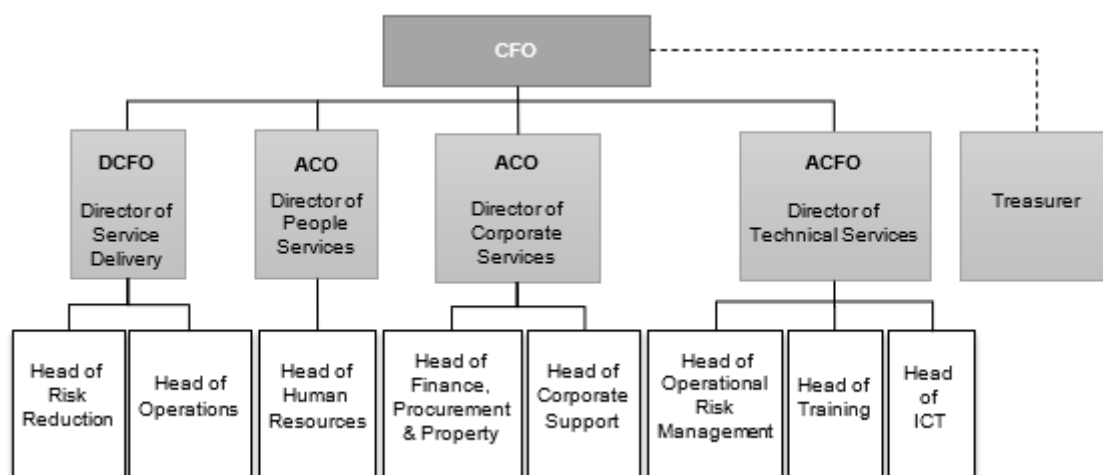 CFO
DCFO
Director of
Service
Delivery
ACO
Director of
People
Services
ACO
Director of
Corporate
Services
ACFO
Director of
Technical Services
Treasurer
Head of
Risk
Reduction
Head of
Operations
Head of
Human
Resources
Head of
Finance,
Procurement
& Property
Head of
Corporate
Support
Head of
Operational
Risk
Management
Head of
Training
Head
of
ICT